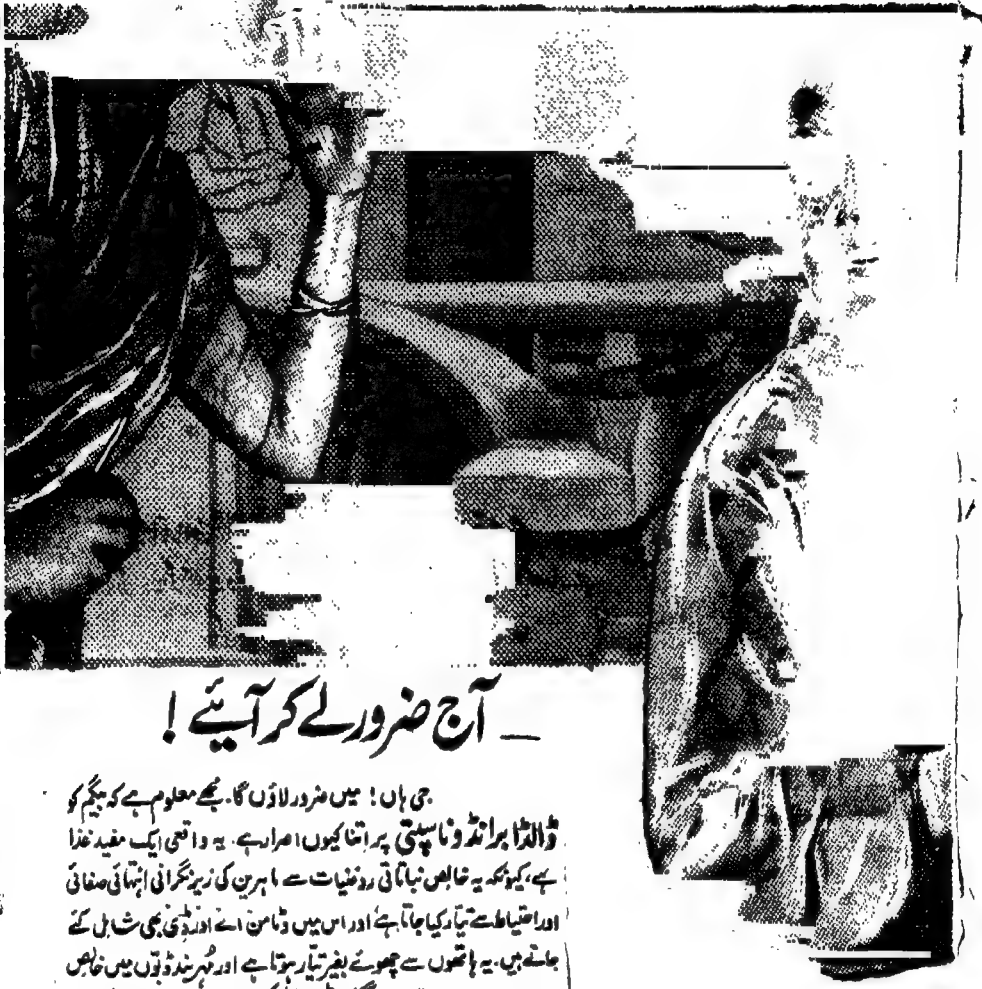 _ آج ضرور لے کر آیئے !
جی ہاں! میں ضرور لاؤں گا۔ مجھے معلوم ہے کہ بیگم کو
ڈالڈا برانڈ وناسپتی پر اتنا کیوں اصرار ہے۔ یہ واقعی ایک مفید غذا
ہے، کیونکہ یہ خالص نباتاتی روغنیات سے ماہرین کی زیر نگرانی انتہائی صفائی
اور احتیاط سے تیار کیا جاتا ہے اور اس میں وٹامن اے اور ڈی بھی شامل کئے
جاتے ہیں۔ یہ ہاتھوں سے چھوئے بغیر تیار ہوتا ہے اور مُہر بند ڈبوں میں خالص